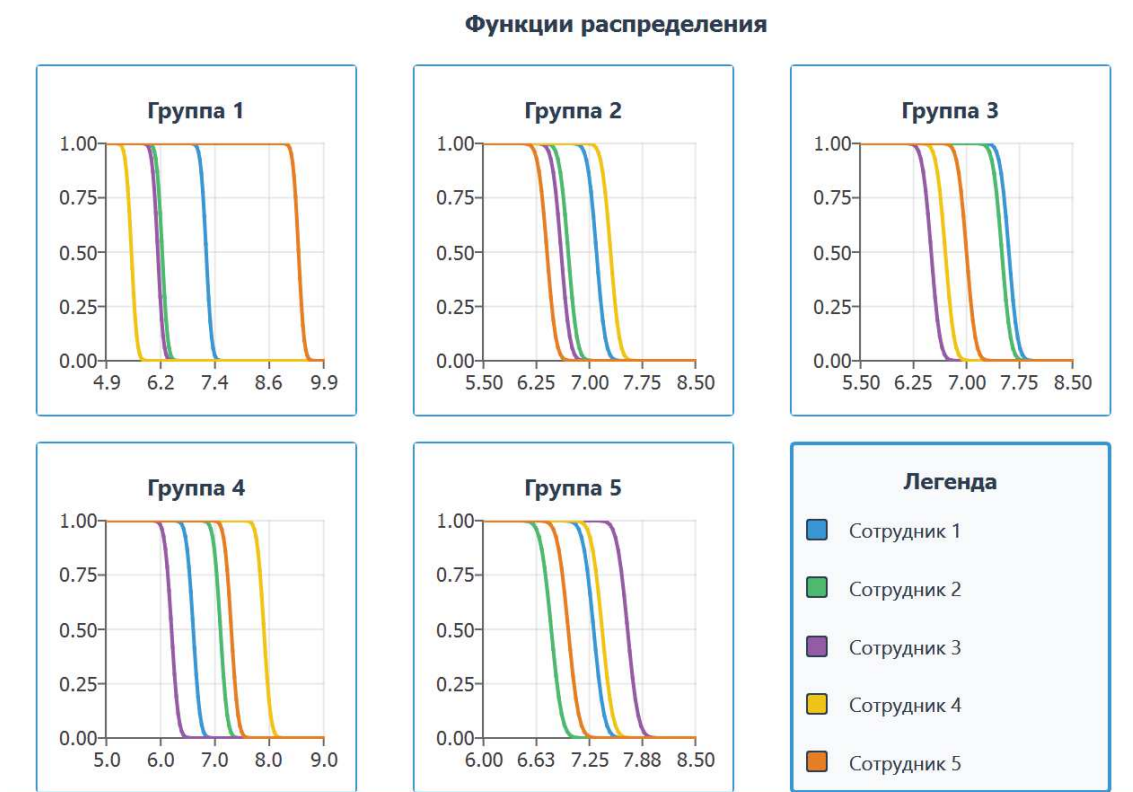 Функции распределения
Группа 1
1.00
0.75
0.50
0.25
0.00
4.9 6.2 7.4 8.6 9.9
Группа 2
1.00
0.75
0.50
0.25
0.00
5.50 6.25 7.00 7.75 8.50
Группа 3
1.00
0.75
0.50
0.25
0.00
5.50 6.25 7.00 7.75 8.50
Группа 4
1.00
0.75
0.50
0.25
0.00
5.0 6.0 7.0 8.0 9.0
Группа 5
1.00
0.75
0.50
0.25
0.00
6.00 6.63 7.25 7.88 8.50
Легенда
Сотрудник 1
Сотрудник 2
Сотрудник 3
Сотрудник 4
Сотрудник 5